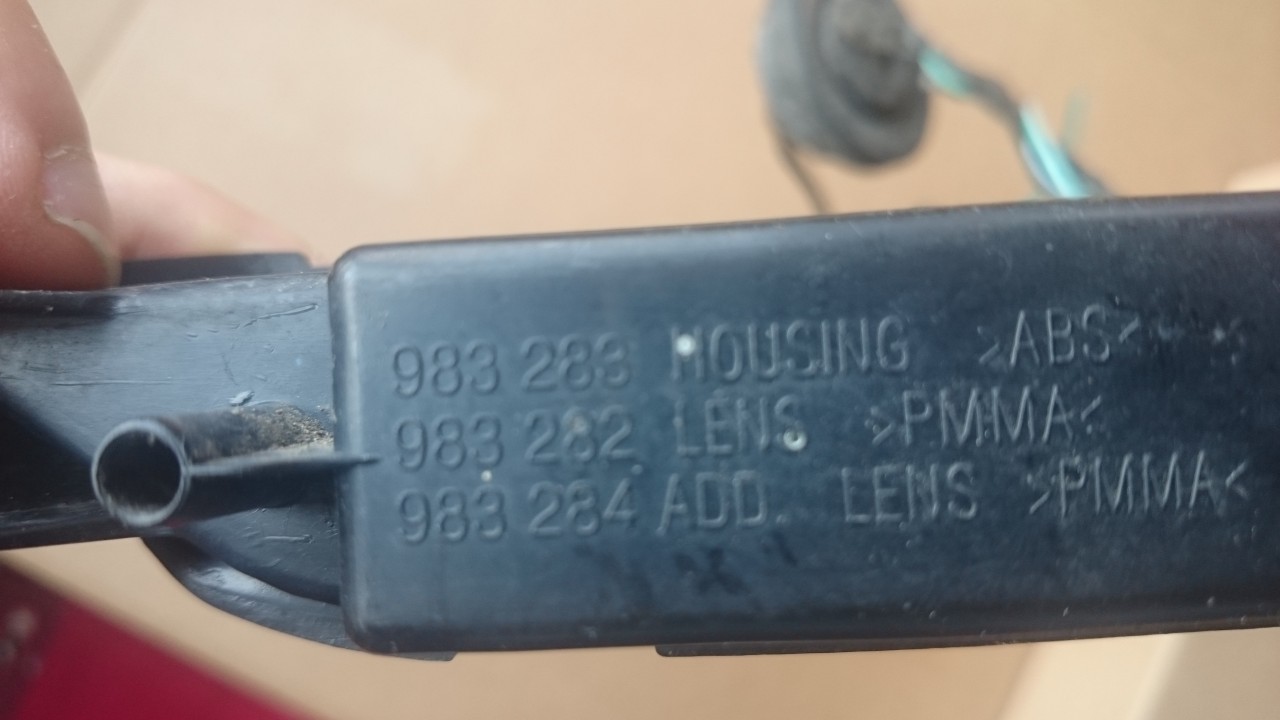 983 283 HOUSING >ABS<
983 282 LENS >PMMA<
983 284 ADD. LENS >PMMA<